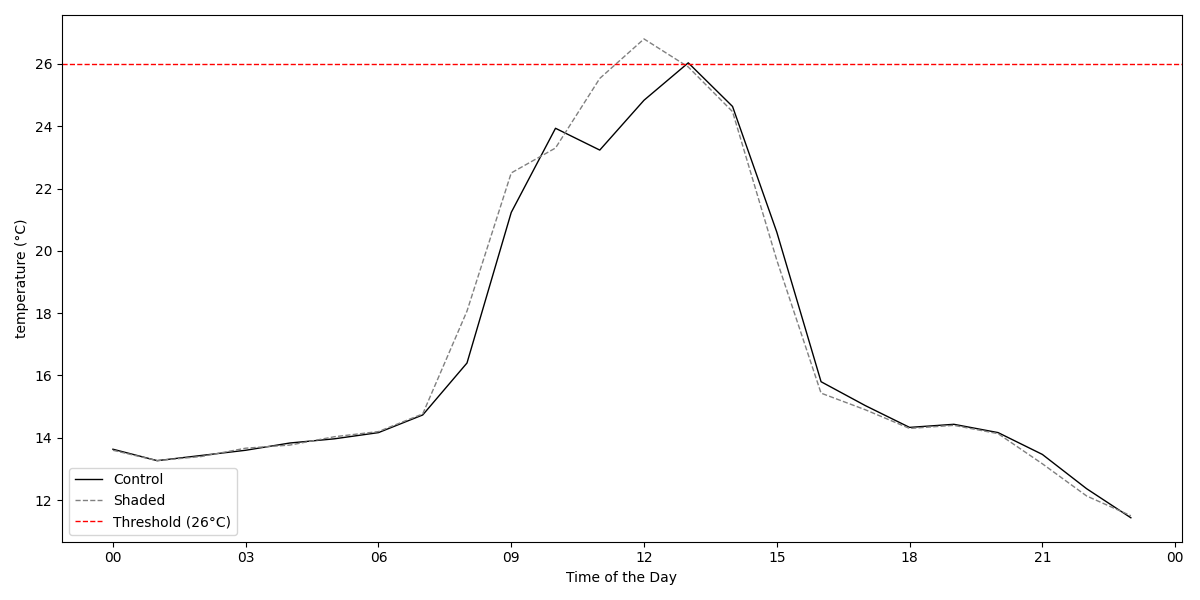 26
24
22
20
18
16
14
12
temperature (°C)
Control
Shaded
Threshold (26°C)
00 03 06 09 12 15 18 21 00
Time of the Day